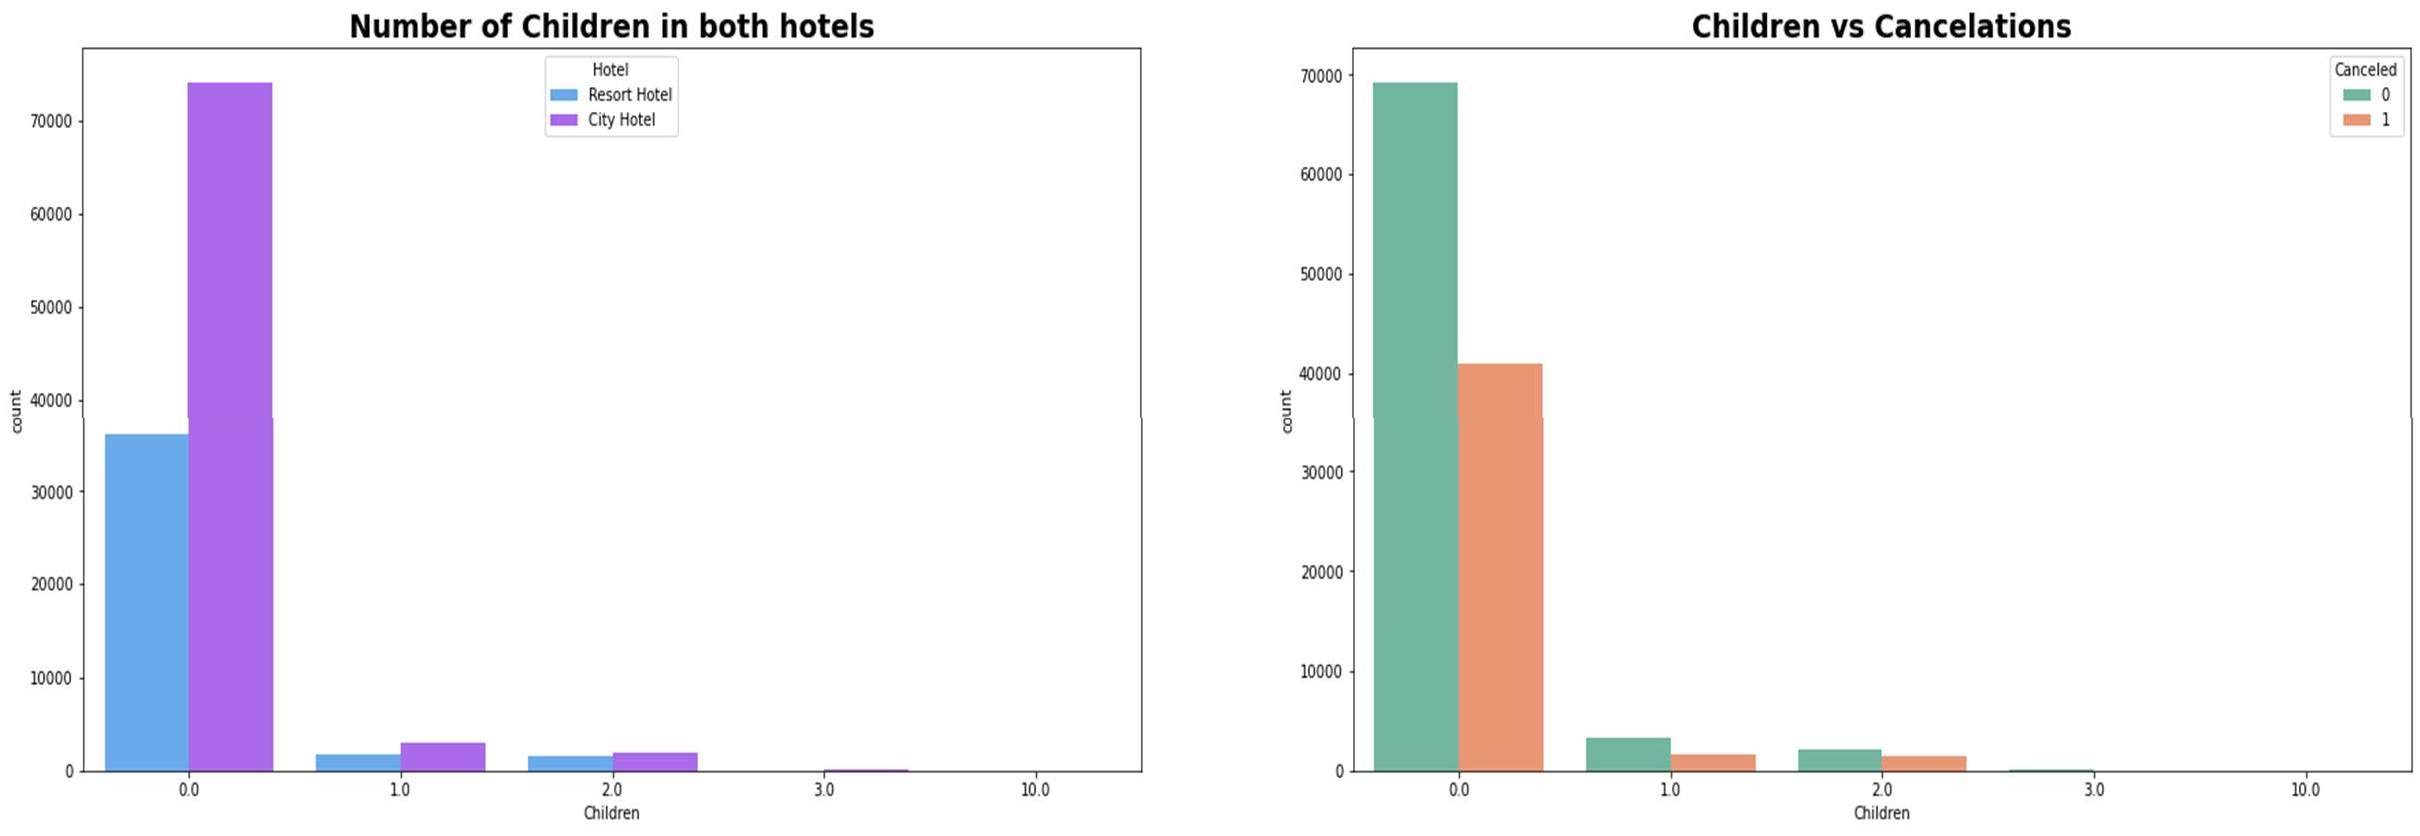 Number of Children in both hotels
Hotel
Resort Hotel
City Hotel
70000
60000
50000
40000
30000
20000
10000
0
count
0.0 1.0 2.0 3.0 10.0
Children
Children vs Cancelations
Canceled
0
1
70000
60000
50000
40000
30000
20000
10000
0
count
0.0 1.0 2.0 3.0 10.0
Children